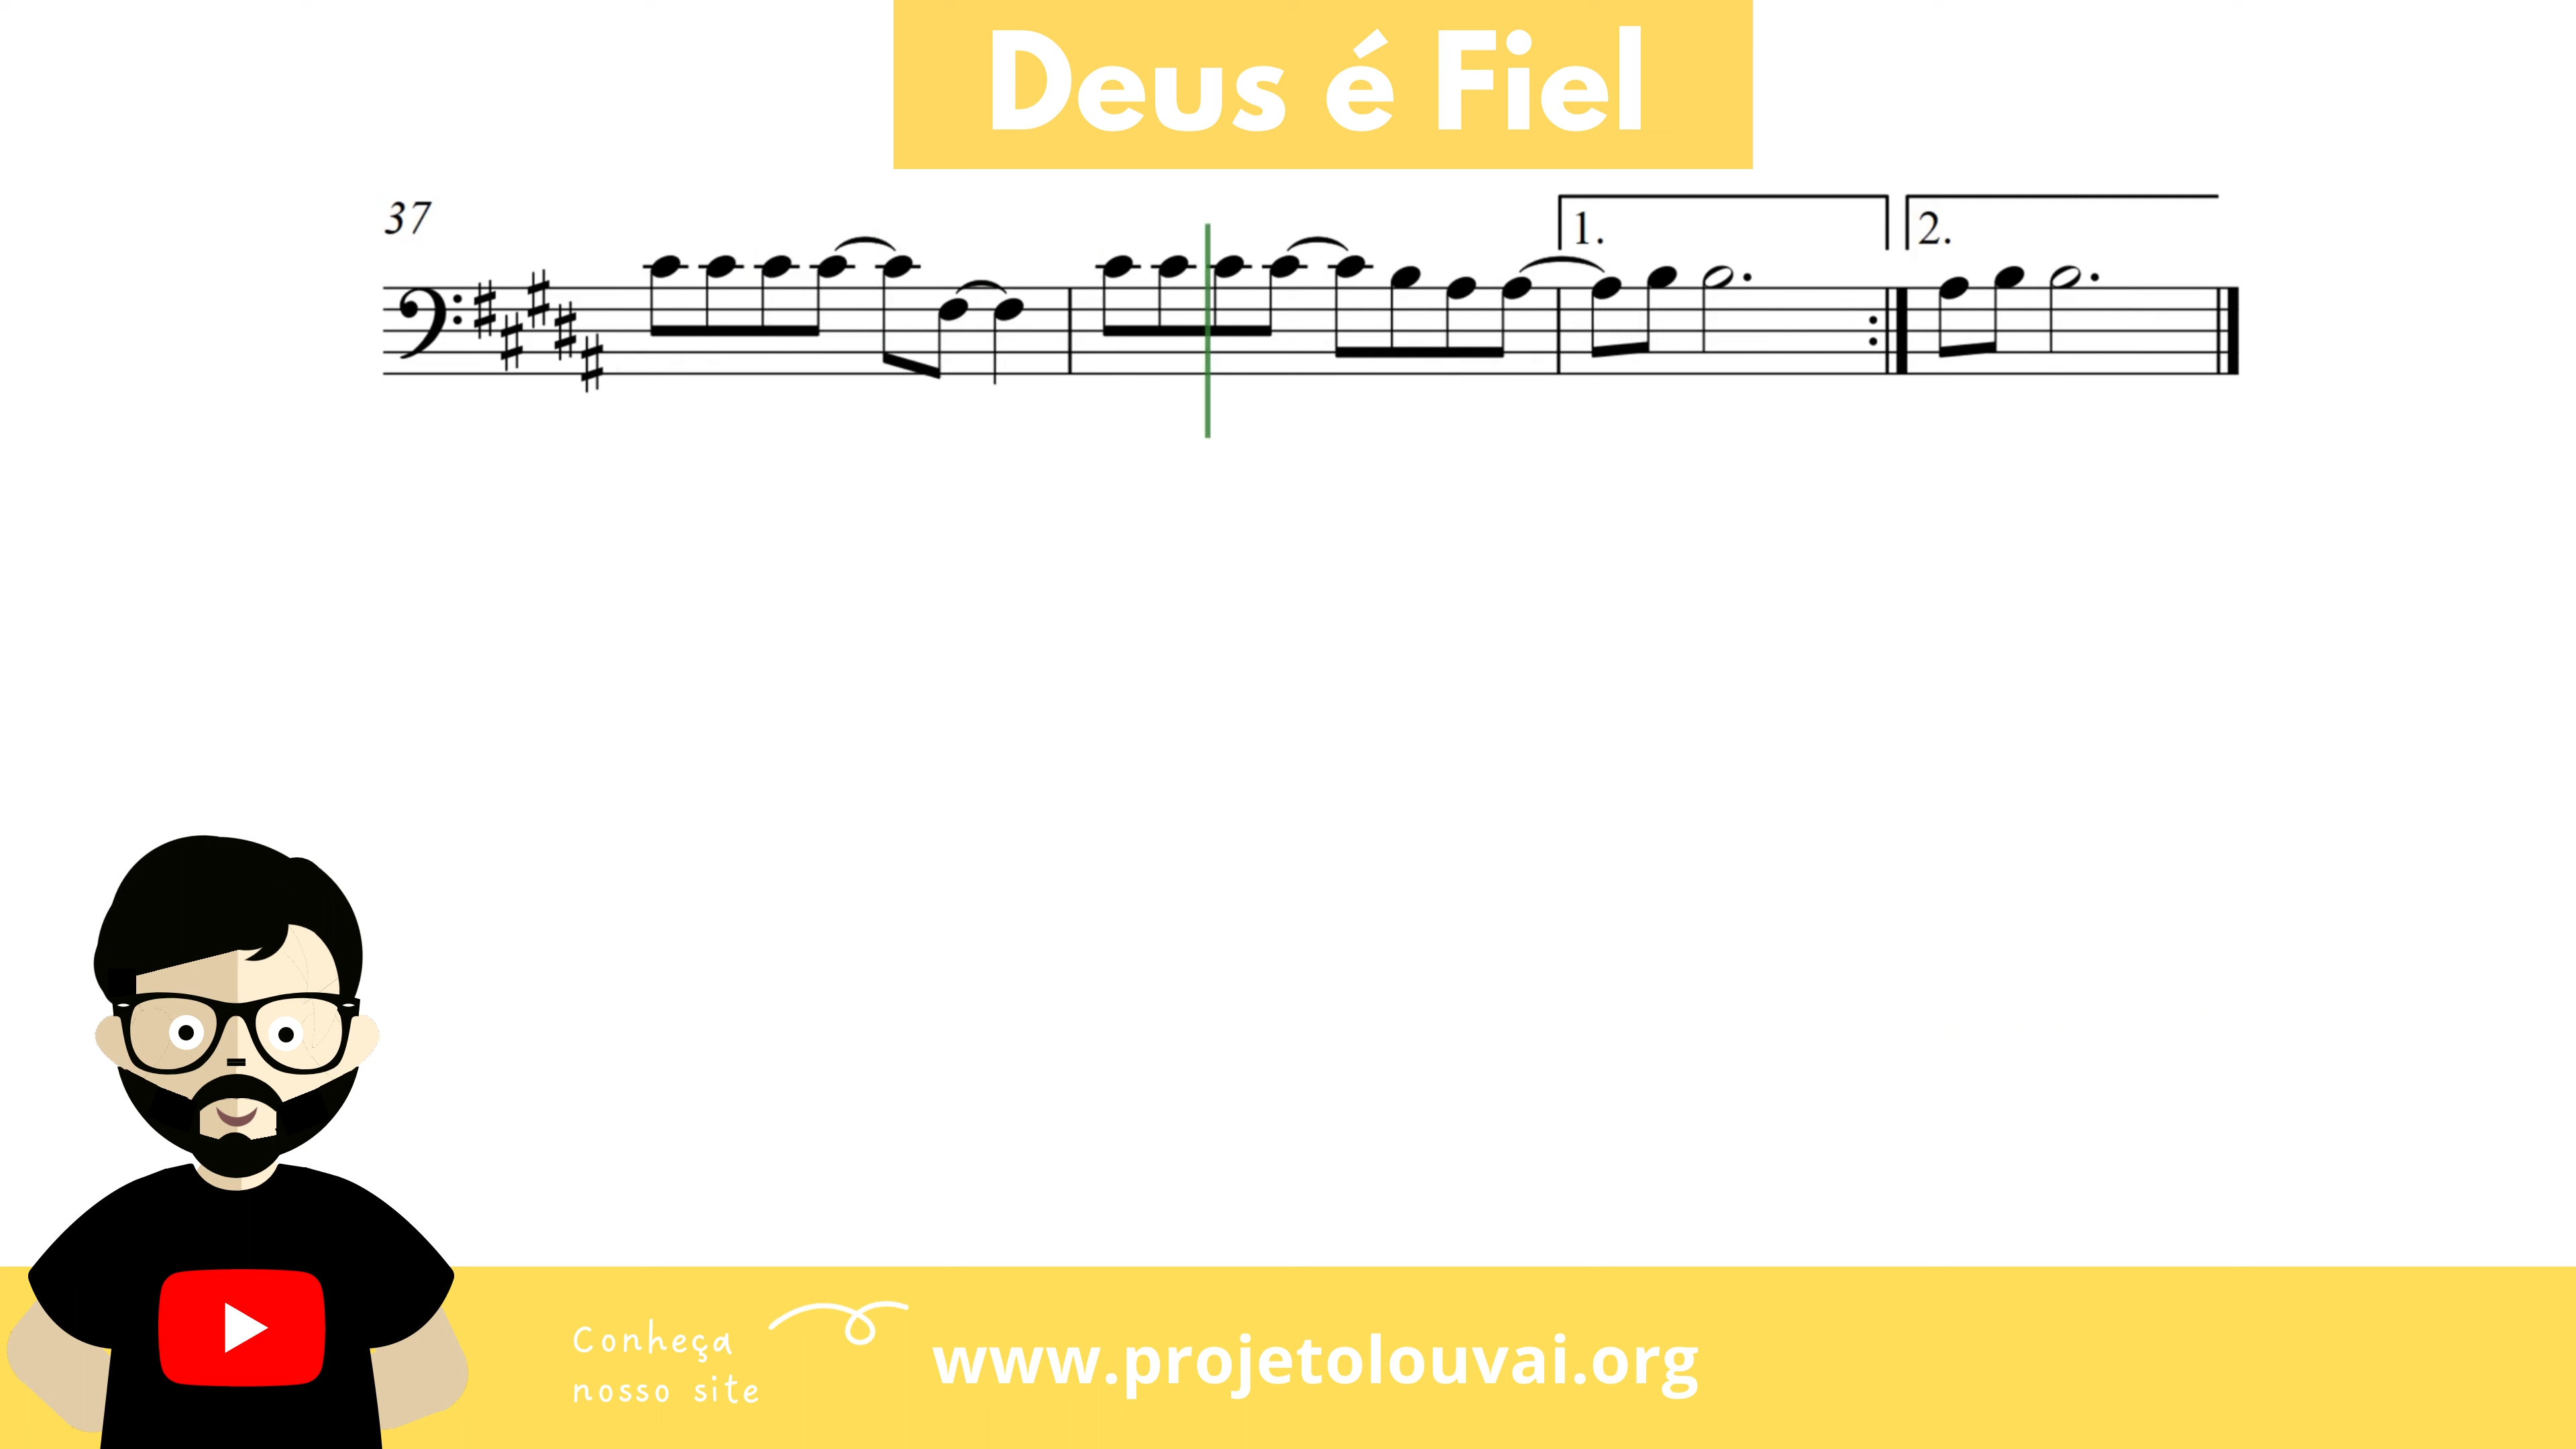 Deus é Fiel
37
1.
2.
Conheça
nosso site
www.projetolouvai.org